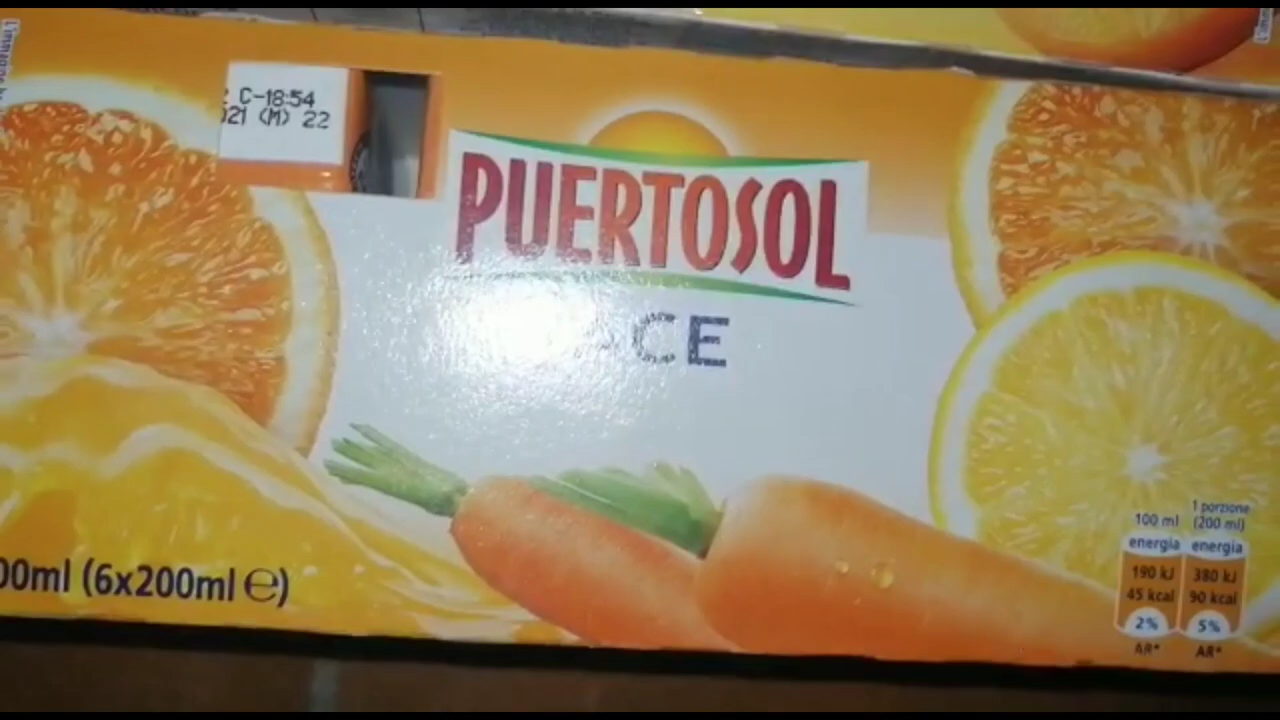 C-18:54
021 (M) 22
PUERTOSOL
ACE
00ml (6x200ml ℮)
100 ml
energia
190 kJ
45 kcal
2%
AR*
1 porzione
(200 ml)
energia
380 kJ
90 kcal
5%
AR*